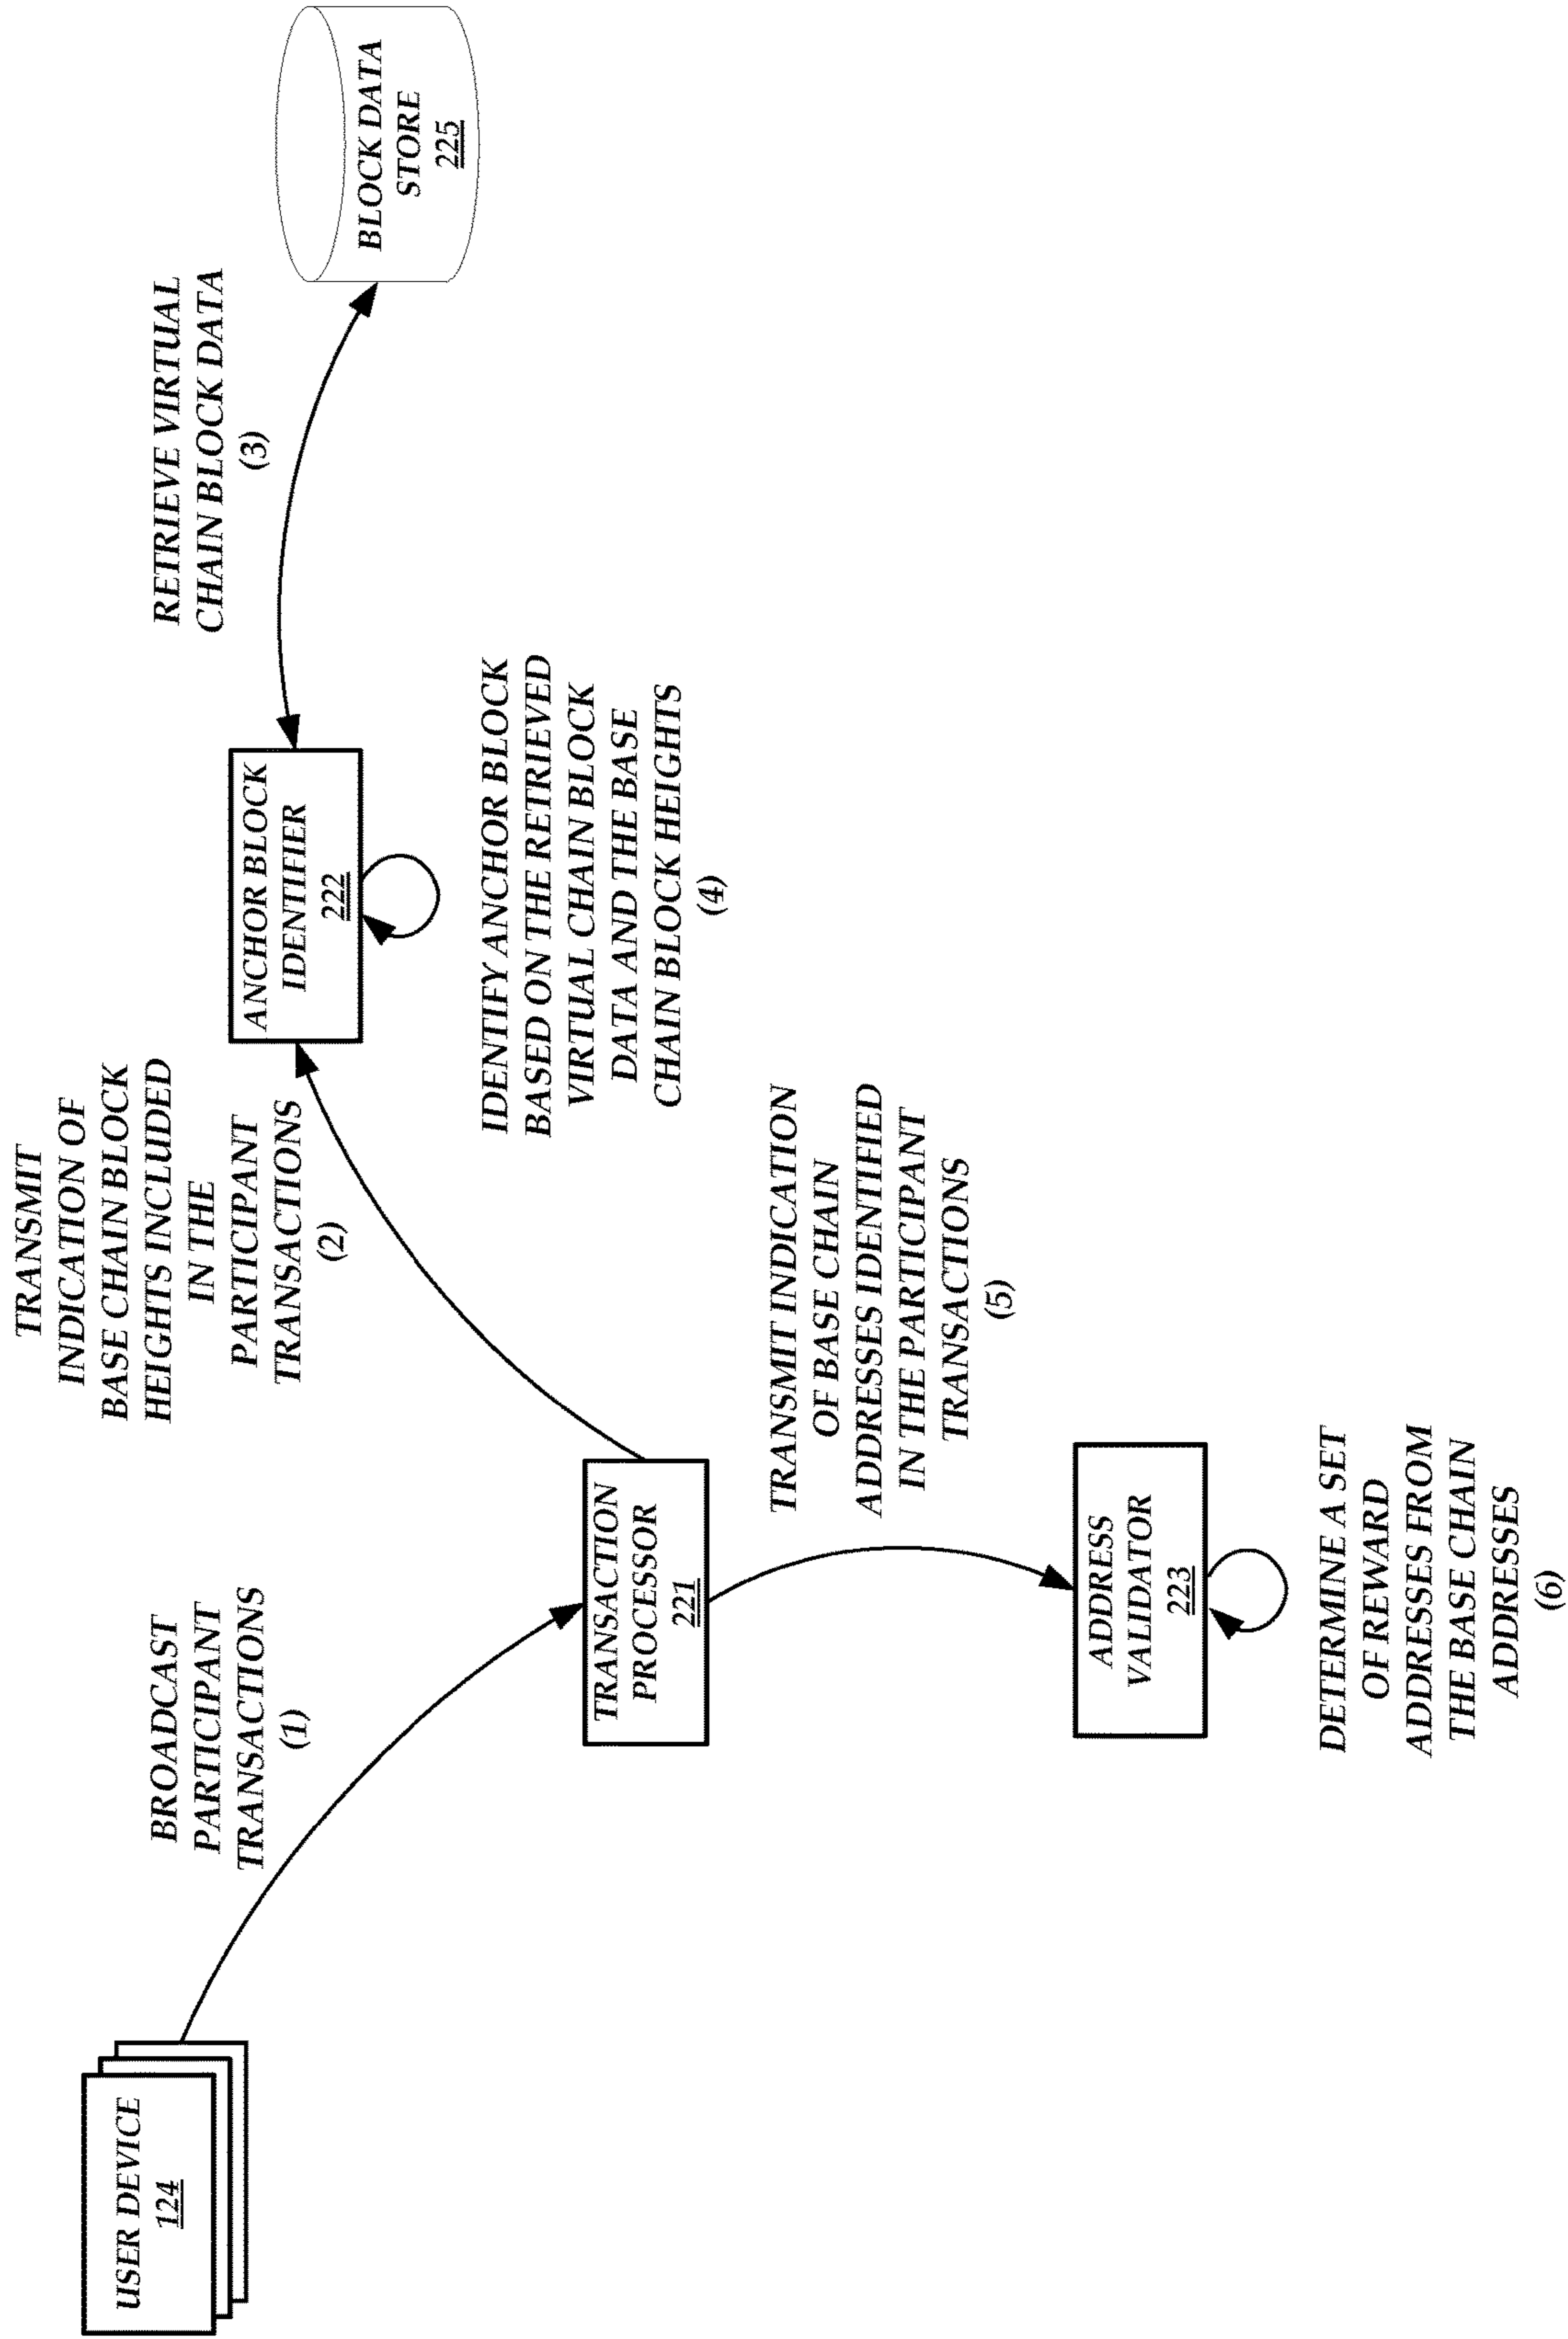 USER DEVICE
124
BROADCAST
PARTICIPANT
TRANSACTIONS
(1)
TRANSACTION
PROCESSOR
221
TRANSMIT
INDICATION OF
BASE CHAIN BLOCK
HEIGHTS INCLUDED
IN THE
PARTICIPANT
TRANSACTIONS
(2)
ANCHOR BLOCK
IDENTIFIER
222
RETRIEVE VIRTUAL
CHAIN BLOCK DATA
(3)
BLOCK DATA
STORE
225
IDENTIFY ANCHOR BLOCK
BASED ON THE RETRIEVED
VIRTUAL CHAIN BLOCK
DATA AND THE BASE
CHAIN BLOCK HEIGHTS
(4)
TRANSMIT INDICATION
OF BASE CHAIN
ADDRESSES IDENTIFIED
IN THE PARTICIPANT
TRANSACTIONS
(5)
ADDRESS
VALIDATOR
223
DETERMINE A SET
OF REWARD
ADDRESSES FROM
THE BASE CHAIN
ADDRESSES
(6)